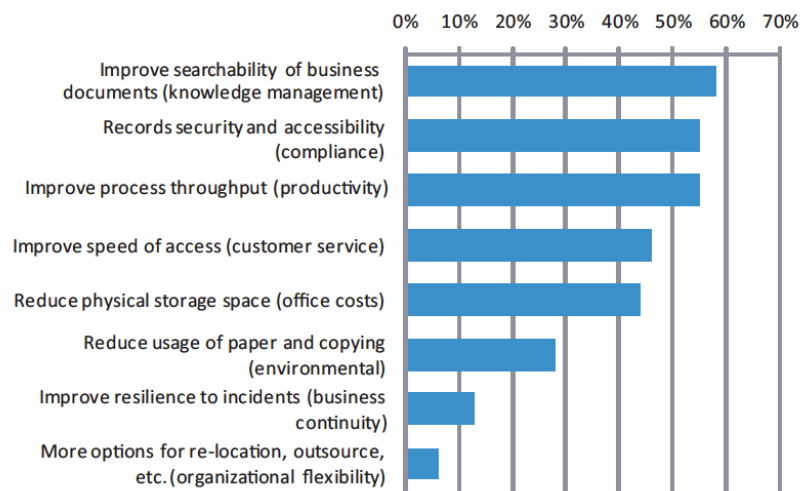 0% 10% 20% 30% 40% 50% 60% 70%
Improve searchability of business
documents (knowledge management)
Records security and accessibility
(compliance)
Improve process throughput (productivity)
Improve speed of access (customer service)
Reduce physical storage space (office costs)
Reduce usage of paper and copying
(environmental)
Improve resilience to incidents (business
continuity)
More options for re-location, outsource,
etc. (organizational flexibility)